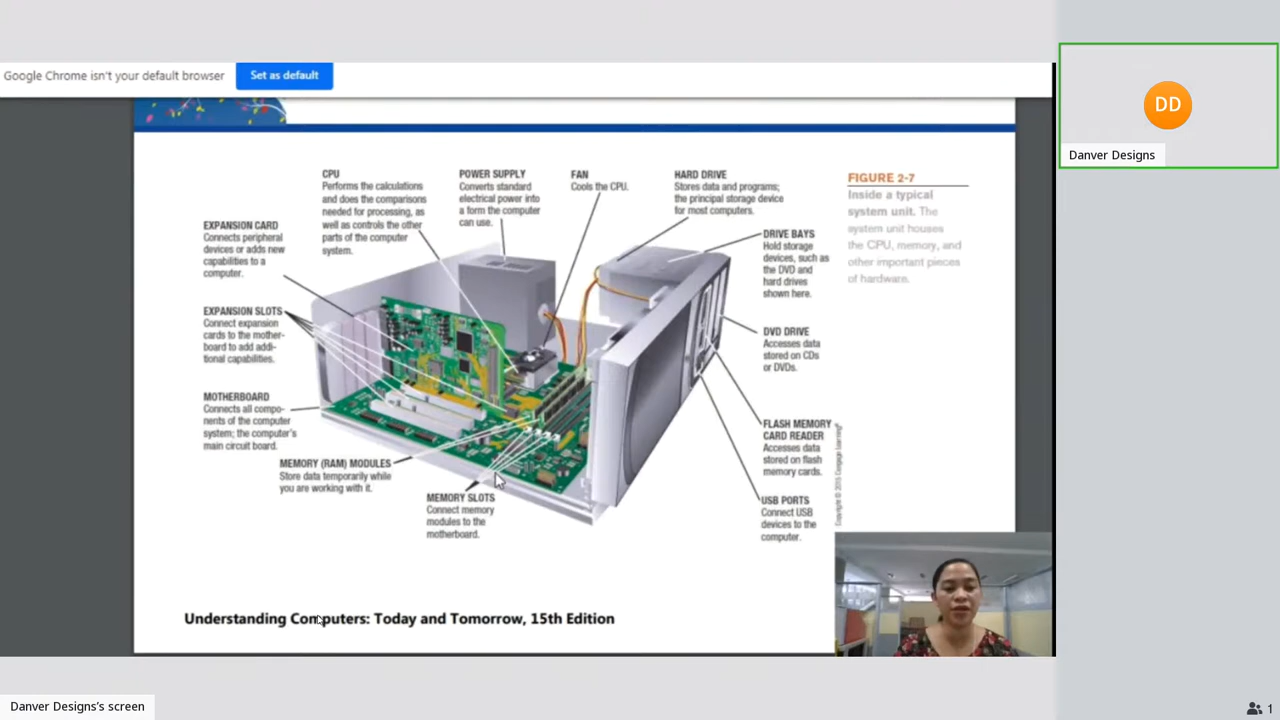 Google Chrome isn't your default browser
Set as default
CPU
Performs the calculations
and does the comparisons
needed for processing, as
well as controls the other
parts of the computer
system.
POWER SUPPLY
Converts standard
electrical power into
a form the computer
can use.
FAN
Cools the CPU.
HARD DRIVE
Stores data and programs;
the principal storage device
for most computers.
FIGURE 2-7
Inside a typical
system unit. The
system unit houses
the CPU, memory, and
other important pieces
of hardware.
EXPANSION CARD
Connects peripheral
devices or adds new
capabilities to a
computer.
DRIVE BAYS
Hold storage
devices, such as
the DVD and
hard drives
shown here.
EXPANSION SLOTS
Connect expansion
cards to the mother-
board to add addi-
tional capabilities.
DVD DRIVE
Accesses data
stored on CDs
or DVDs.
MOTHERBOARD
Connects all compo-
nents of the computer
system; the computer's
main circuit board.
FLASH MEMORY
CARD READER
Accesses data
stored on flash
memory cards.
MEMORY (RAM) MODULES
Store data temporarily while
you are working with it.
MEMORY SLOTS
Connect memory
modules to the
motherboard.
USB PORTS
Connect USB
devices to the
computer.
Copyright © 2015 Cengage Learning®
Understanding Computers: Today and Tomorrow, 15th Edition
DD
Danver Designs
Danver Designs's screen
1